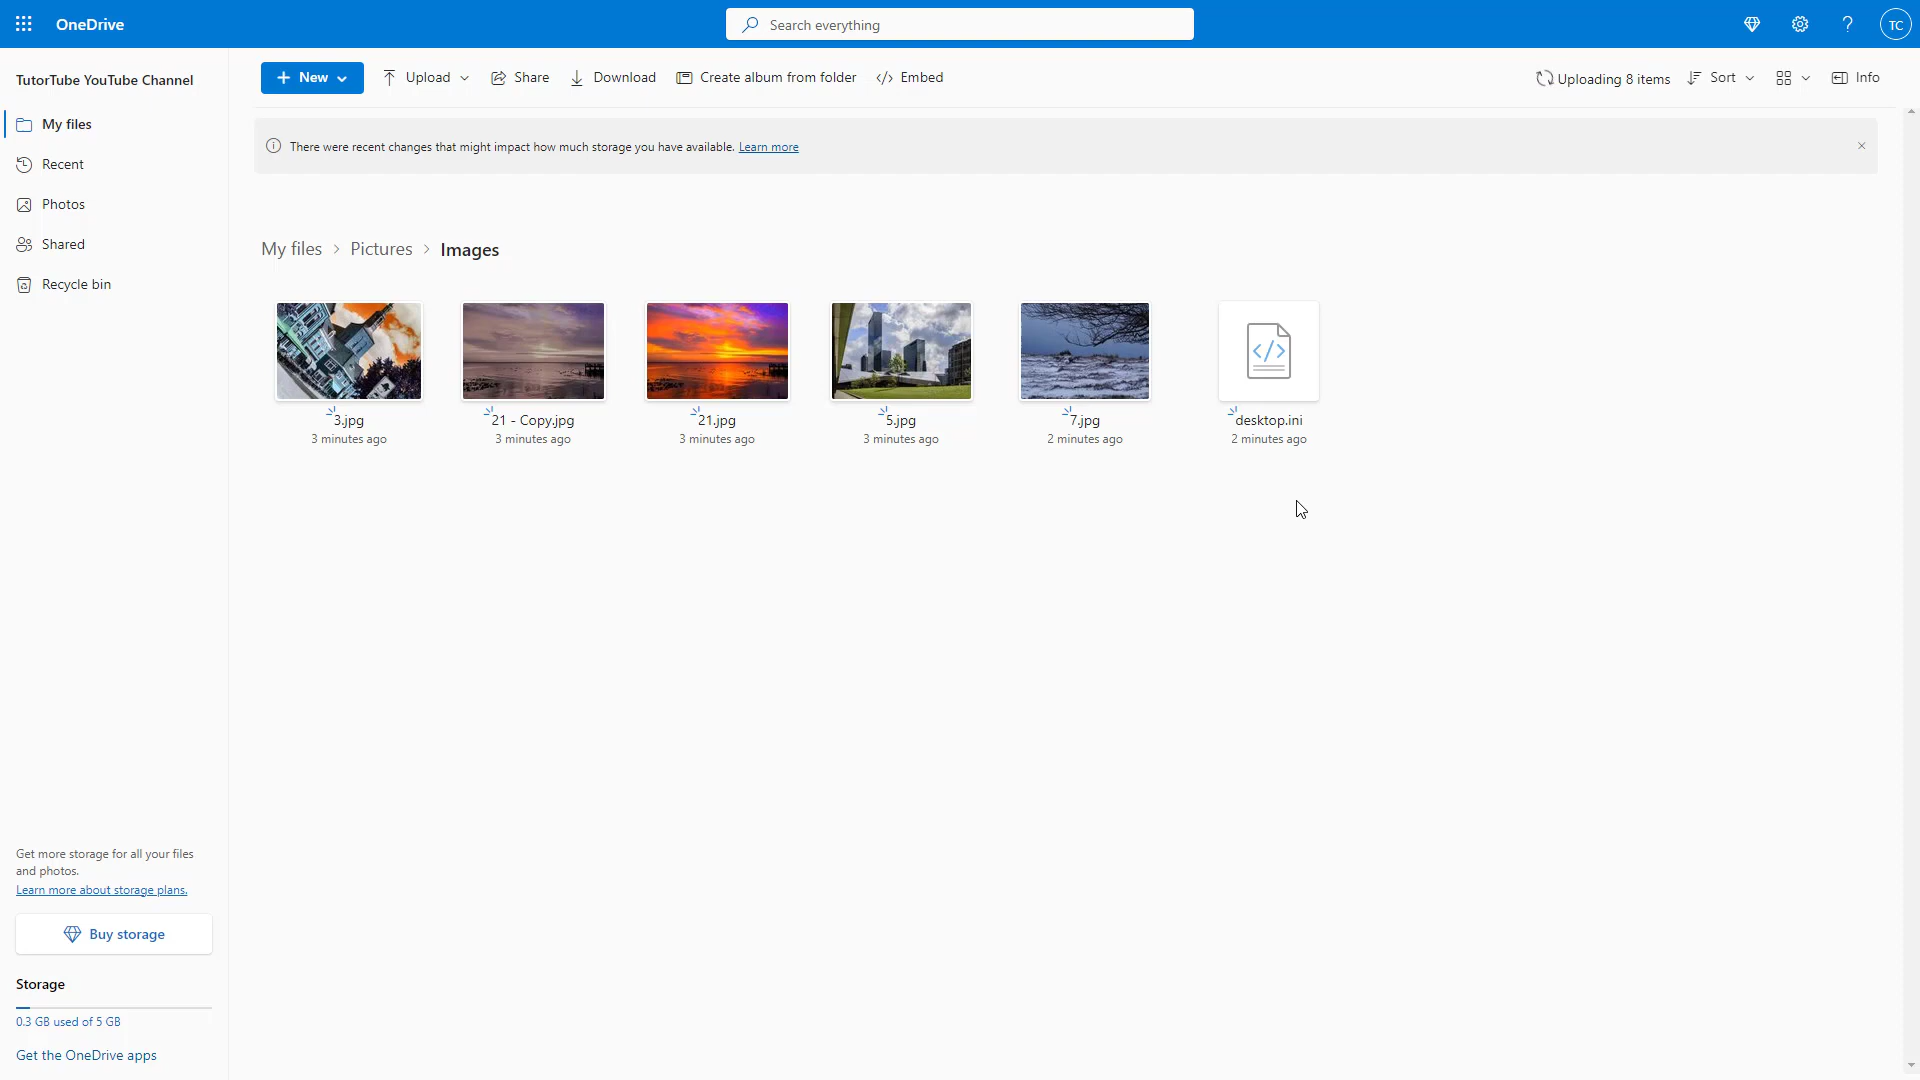 OneDrive
Search everything
TC
TutorTube YouTube Channel
New
Upload
Share
Download
Create album from folder
Embed
Uploading 8 items
Sort
Info
My files
Recent
Photos
Shared
Recycle bin
There were recent changes that might impact how much storage you have available. Learn more
My files > Pictures > Images
3.jpg
3 minutes ago
21 - Copy.jpg
3 minutes ago
21.jpg
3 minutes ago
5.jpg
3 minutes ago
7.jpg
2 minutes ago
desktop.ini
2 minutes ago
Get more storage for all your files
and photos.
Learn more about storage plans.
Buy storage
Storage
0.3 GB used of 5 GB
Get the OneDrive apps